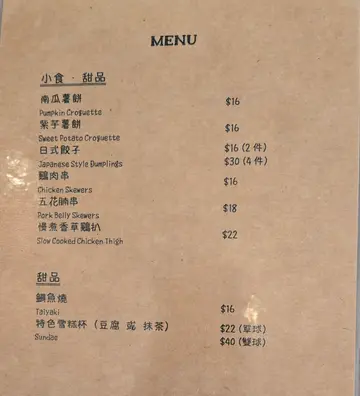 MENU
小食 · 甜品
南瓜薯餅 $16
Pumpkin Croquette
紫芋薯餅 $16
Sweet Potato Croquette
日式餃子 $16 (2 件)
Japanese Style Dumplings $30 (4 件)
鷄肉串 $16
Chicken Skewers
五花腩串 $18
Pork Belly Skewers
慢煮香草鷄扒 $22
Slow Cooked Chicken Thigh
甜品
鯛魚燒
Taiyaki $16
特色雪糕杯（豆腐 或 抹茶） $22 (單球)
Sundae $40 (雙球)